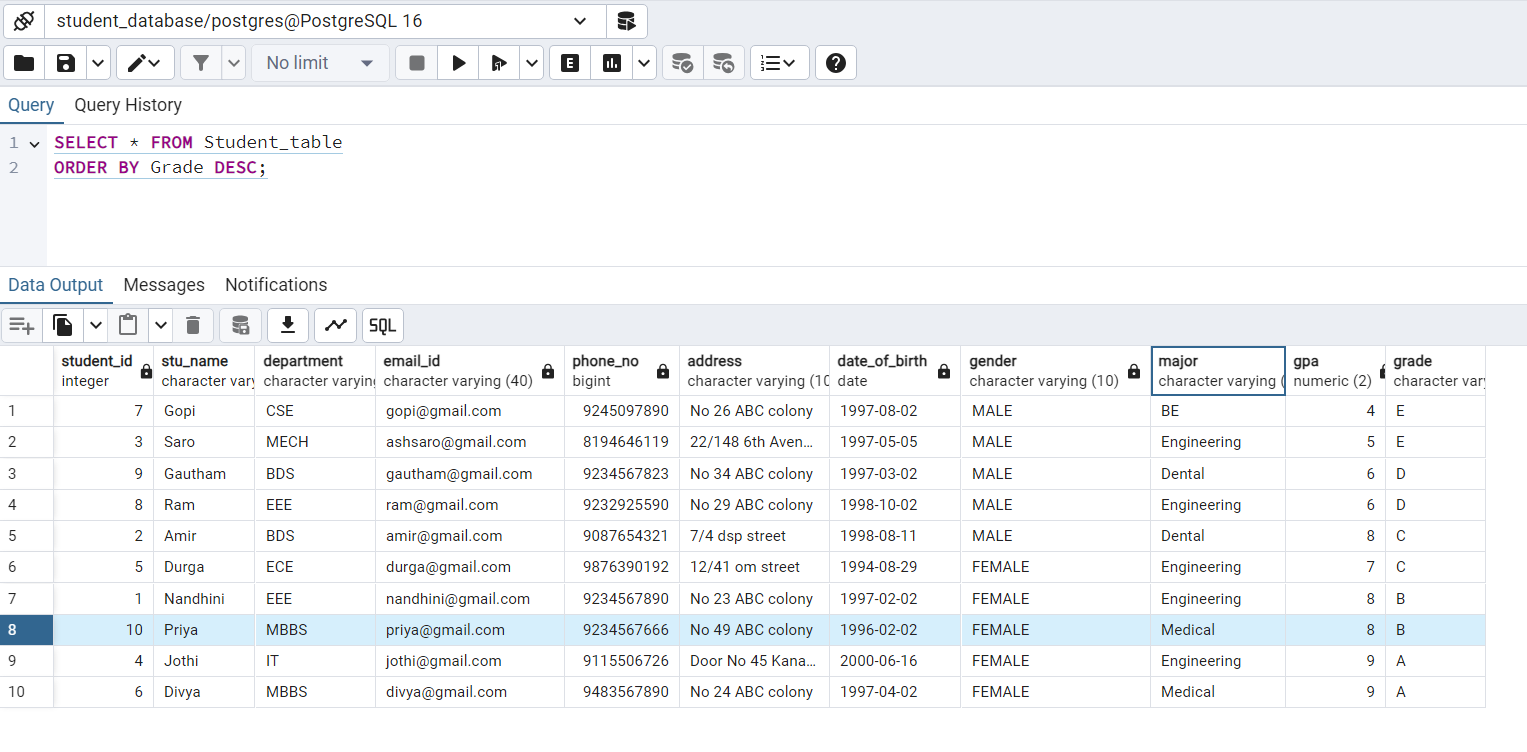 student_database/postgres@PostgreSQL 16
No limit E
Query Query History
1 SELECT * FROM Student_table
2 ORDER BY Grade DESC;
Data Output Messages Notifications
SQL
student_id stu_name department email_id phone_no address date_of_birth gender major gpa grade
integer character vary character varying character varying (40) bigint character varying (10 date character varying (10) character varying ( numeric (2) character vary
1 7 Gopi CSE gopi@gmail.com 9245097890 No 26 ABC colony 1997-08-02 MALE BE 4 E
2 3 Saro MECH ashsaro@gmail.com 8194646119 22/148 6th Aven... 1997-05-05 MALE Engineering 5 E
3 9 Gautham BDS gautham@gmail.com 9234567823 No 34 ABC colony 1997-03-02 MALE Dental 6 D
4 8 Ram EEE ram@gmail.com 9232925590 No 29 ABC colony 1998-10-02 MALE Engineering 6 D
5 2 Amir BDS amir@gmail.com 9087654321 7/4 dsp street 1998-08-11 MALE Dental 8 C
6 5 Durga ECE durga@gmail.com 9876390192 12/41 om street 1994-08-29 FEMALE Engineering 7 C
7 1 Nandhini EEE nandhini@gmail.com 9234567890 No 23 ABC colony 1997-02-02 FEMALE Engineering 8 B
8 10 Priya MBBS priya@gmail.com 9234567666 No 49 ABC colony 1996-02-02 FEMALE Medical 8 B
9 4 Jothi IT jothi@gmail.com 9115506726 Door No 45 Kana... 2000-06-16 FEMALE Engineering 9 A
10 6 Divya MBBS divya@gmail.com 9483567890 No 24 ABC colony 1997-04-02 FEMALE Medical 9 A